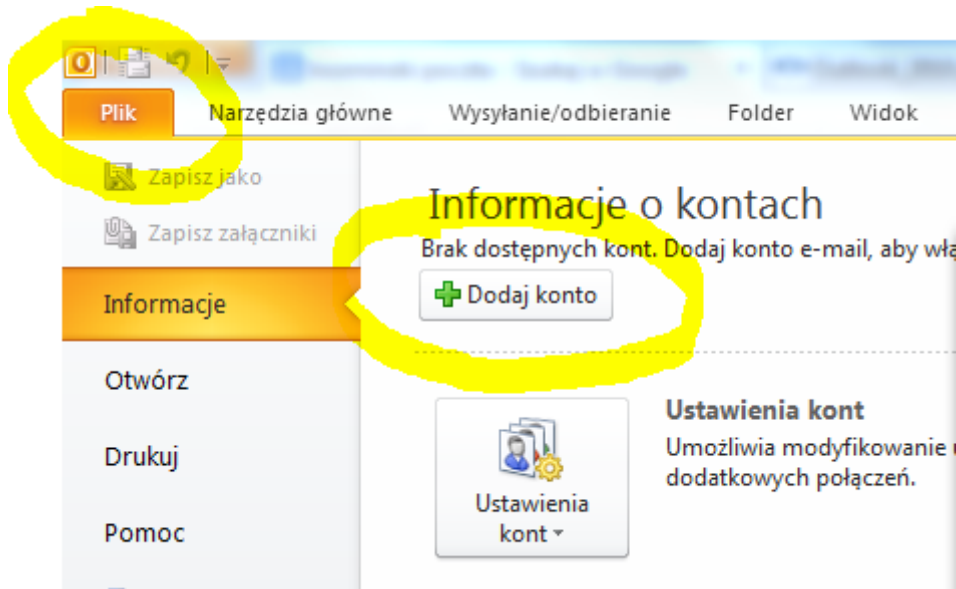 Plik Narzędzia główne Wysyłanie/odbieranie Folder Widok
Zapisz jako
Zapisz załączniki
Informacje
Otwórz
Drukuj
Pomoc
Informacje o kontach
Brak dostępnych kont. Dodaj konto e-mail, aby
Dodaj konto
Ustawienia kont
Umożliwia modyfikowanie
dodatkowych połączeń.
Ustawienia
kont